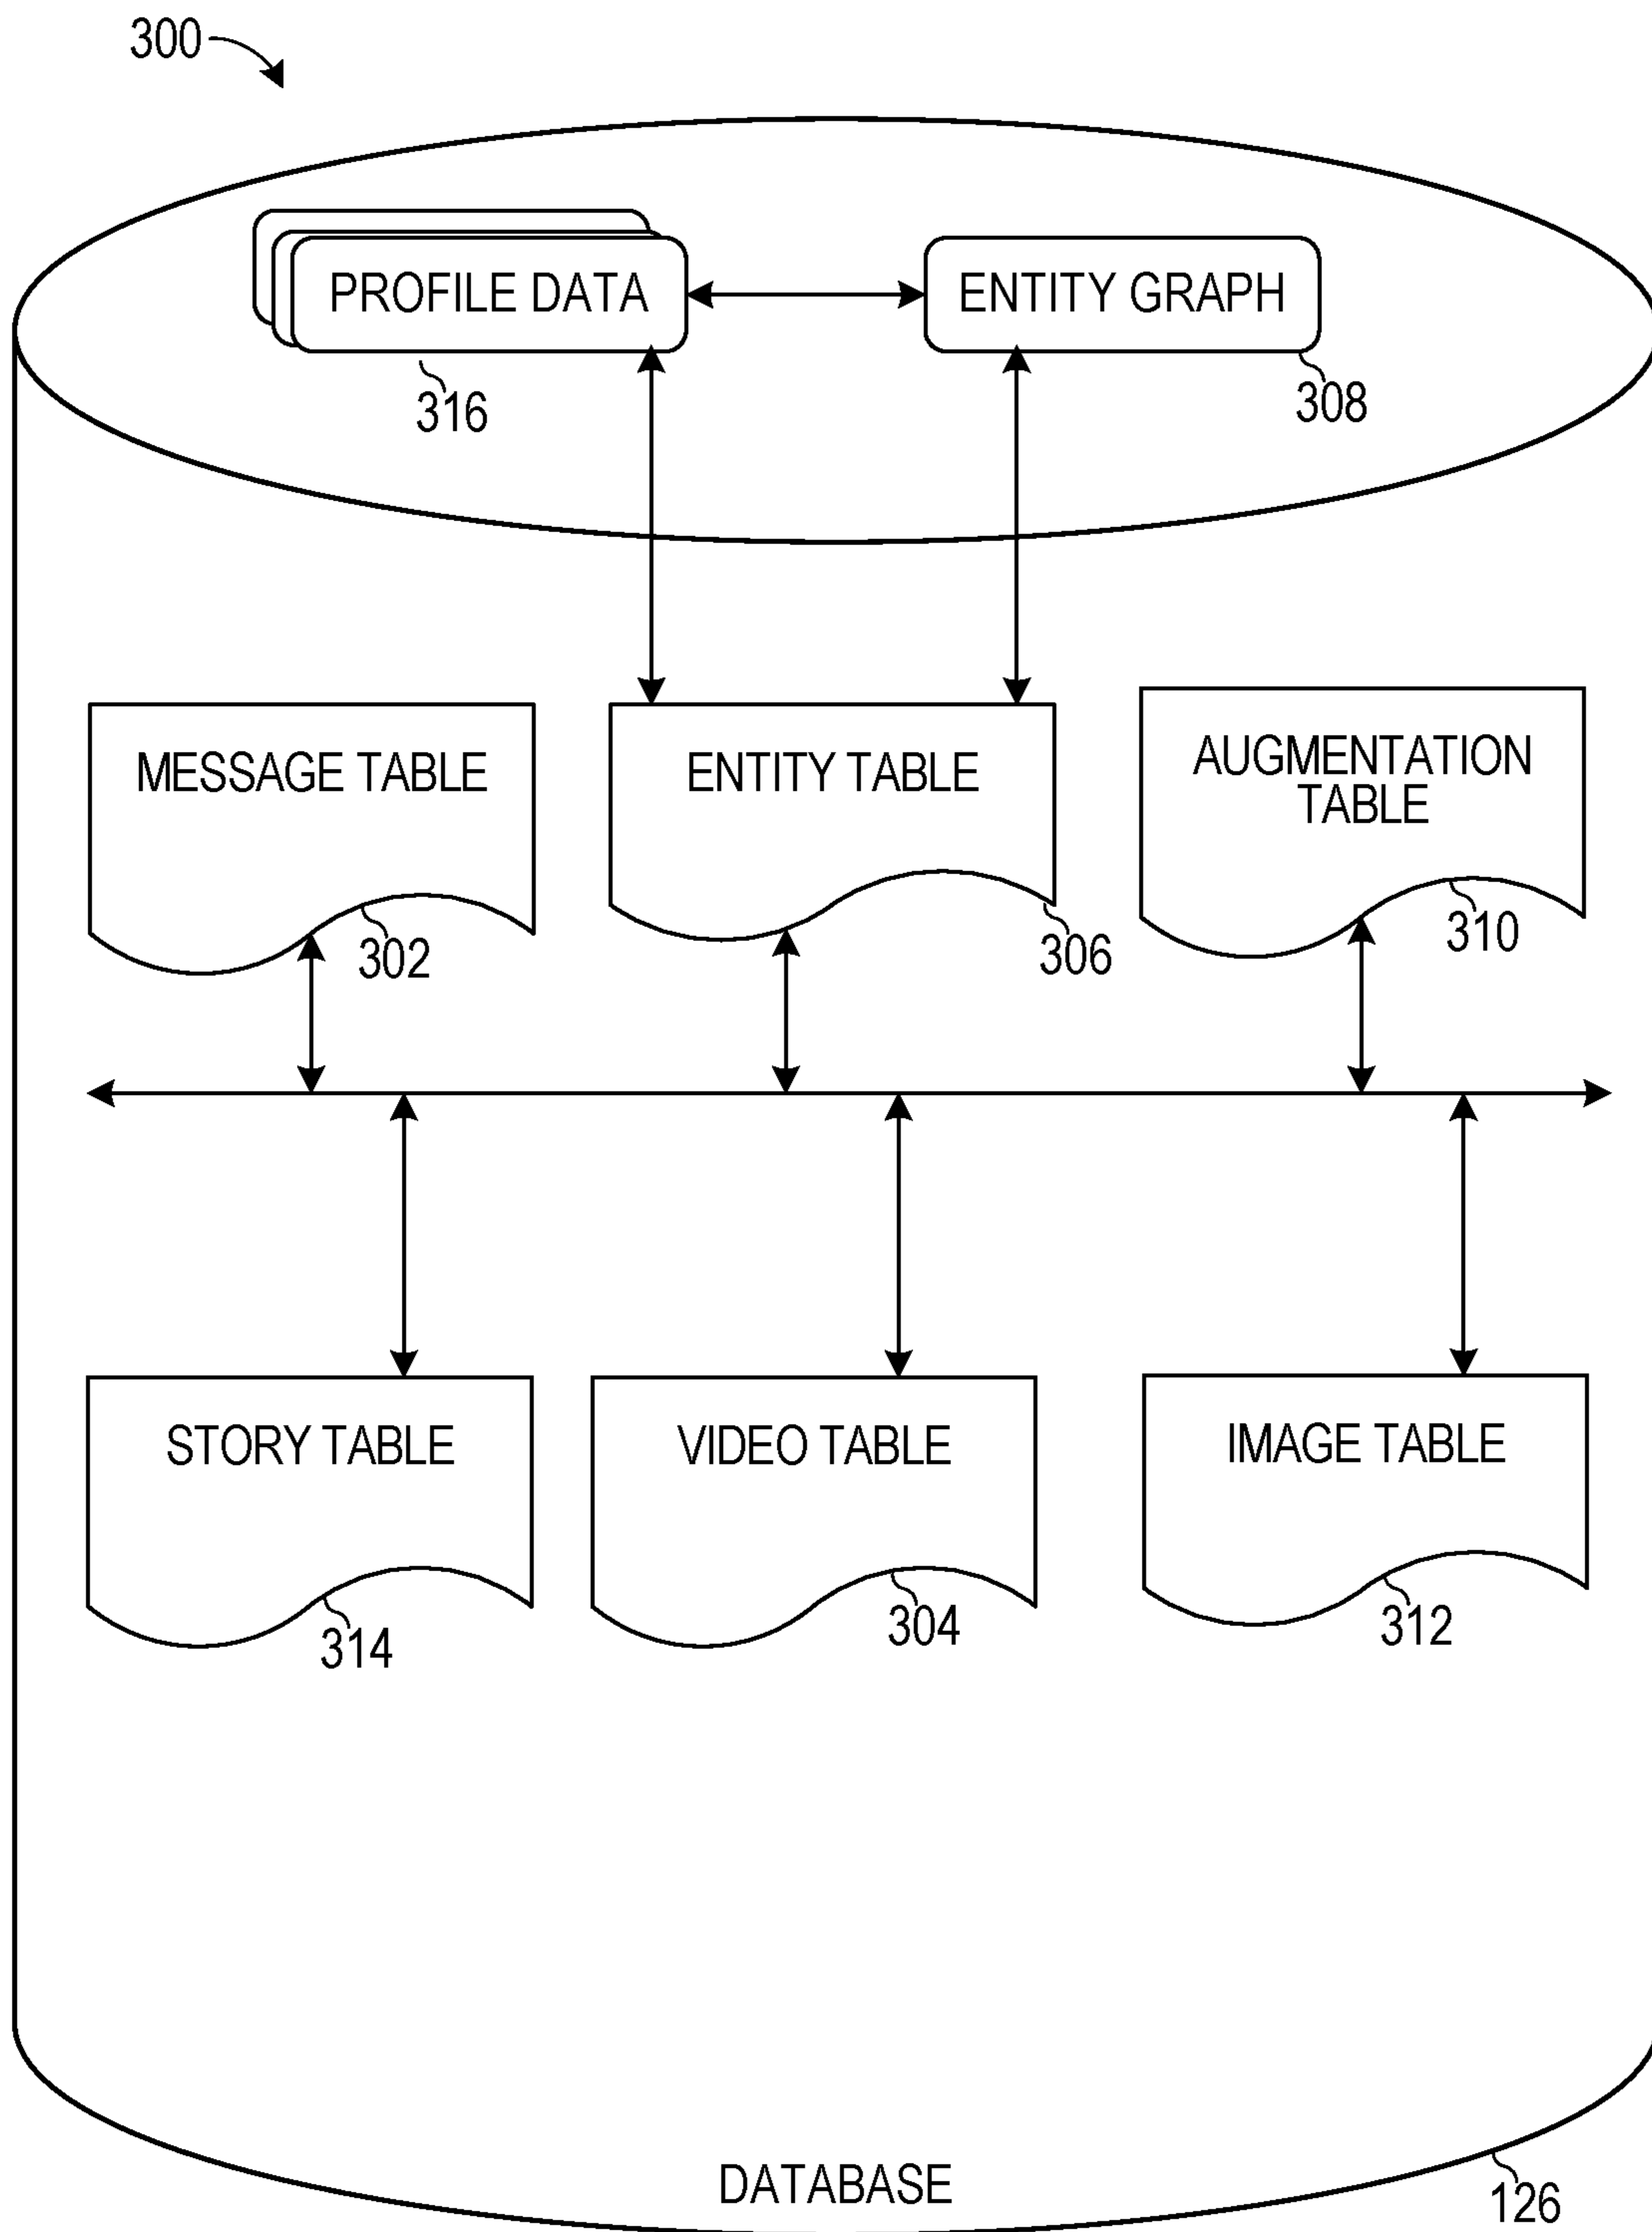 300
PROFILE DATA
ENTITY GRAPH
316
308
MESSAGE TABLE
ENTITY TABLE
AUGMENTATION
TABLE
302
306
310
STORY TABLE
VIDEO TABLE
IMAGE TABLE
314
304
312
DATABASE
126